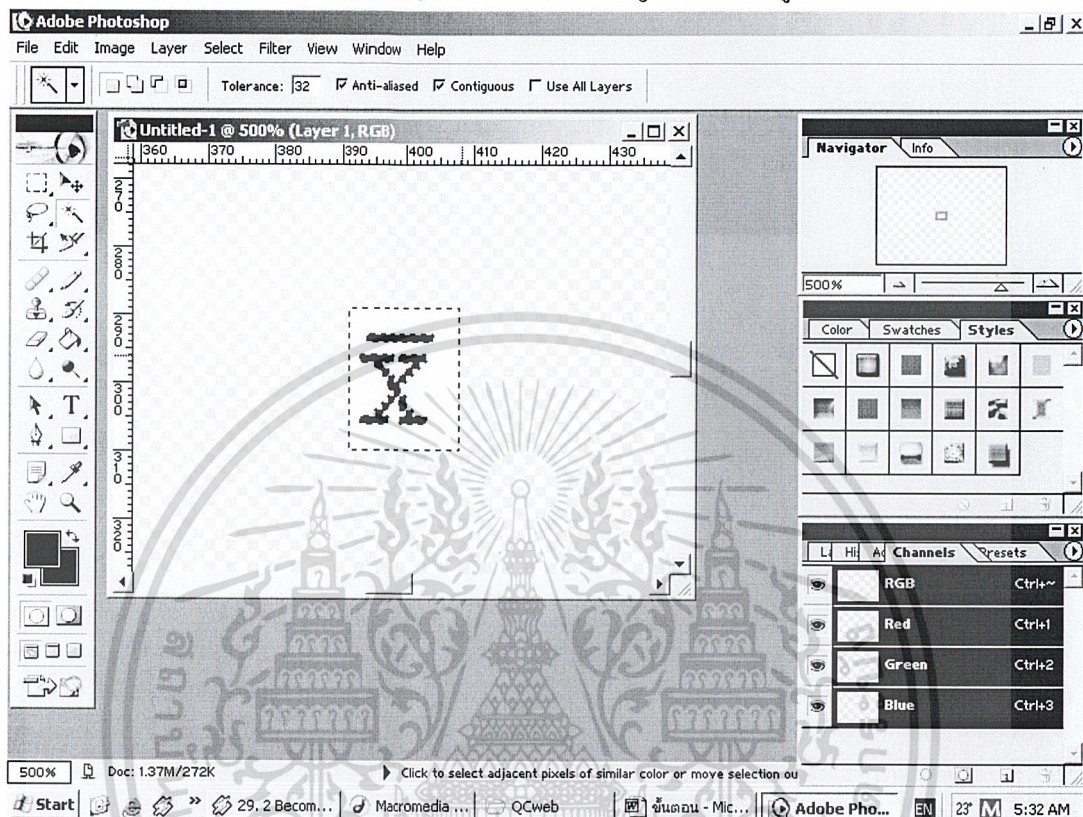 Adobe Photoshop
File Edit Image Layer Select Filter View Window Help
Tolerance: 32 Anti-aliased Contiguous Use All Layers
Untitled-1 @ 500% (Layer 1, RGB)
360 370 380 390 400 410 420 430
270
280
290
300
310
320
X
T
Navigator Info
500%
Color Swatches Styles
Hi Channels Presets
RGB Ctrl+~
Red Ctrl+1
Green Ctrl+2
Blue Ctrl+3
500% Doc: 1.37M/272K Click to select adjacent pixels of similar color or move selection ou
Start » 29. 2 Becom... Macromedia ... QCweb ขั้นตอน - Mic... Adobe Pho... EN 23° 5:32 AM